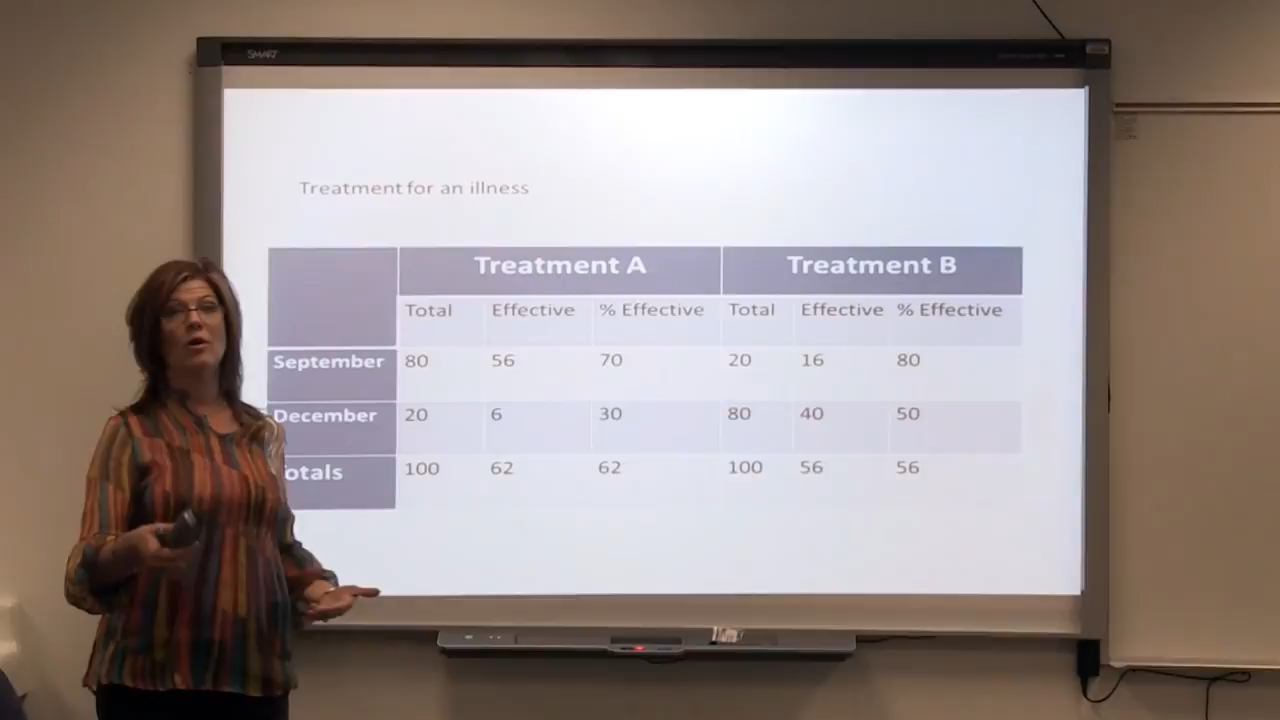 SMART
Treatment for an illness
Treatment A Treatment B
Total Effective % Effective Total Effective % Effective
September 80 56 70 20 16 80
December 20 6 30 80 40 50
otals 100 62 62 100 56 56